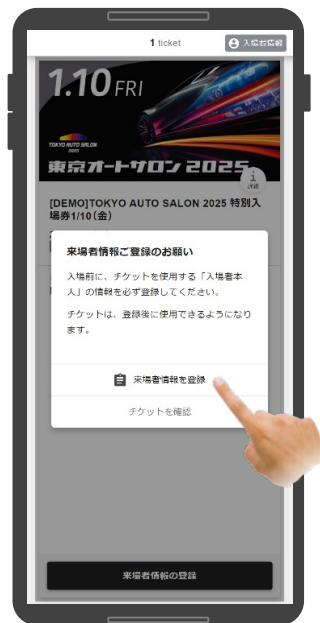 1 ticket
入場者情報
1.10 FRI
TOKYO AUTO SALON
2025
東京オートサロン 2025
i
詳細
[DEMO]TOKYO AUTO SALON 2025 特別入
場券1/10(金)
来場者情報ご登録のお願い
入場前に、チケットを使用する「入場者本
人」の情報を必ず登録してください。
チケットは、登録後に使用できるようになり
ます。
来場者情報を登録
チケットを確認
来場者情報の登録